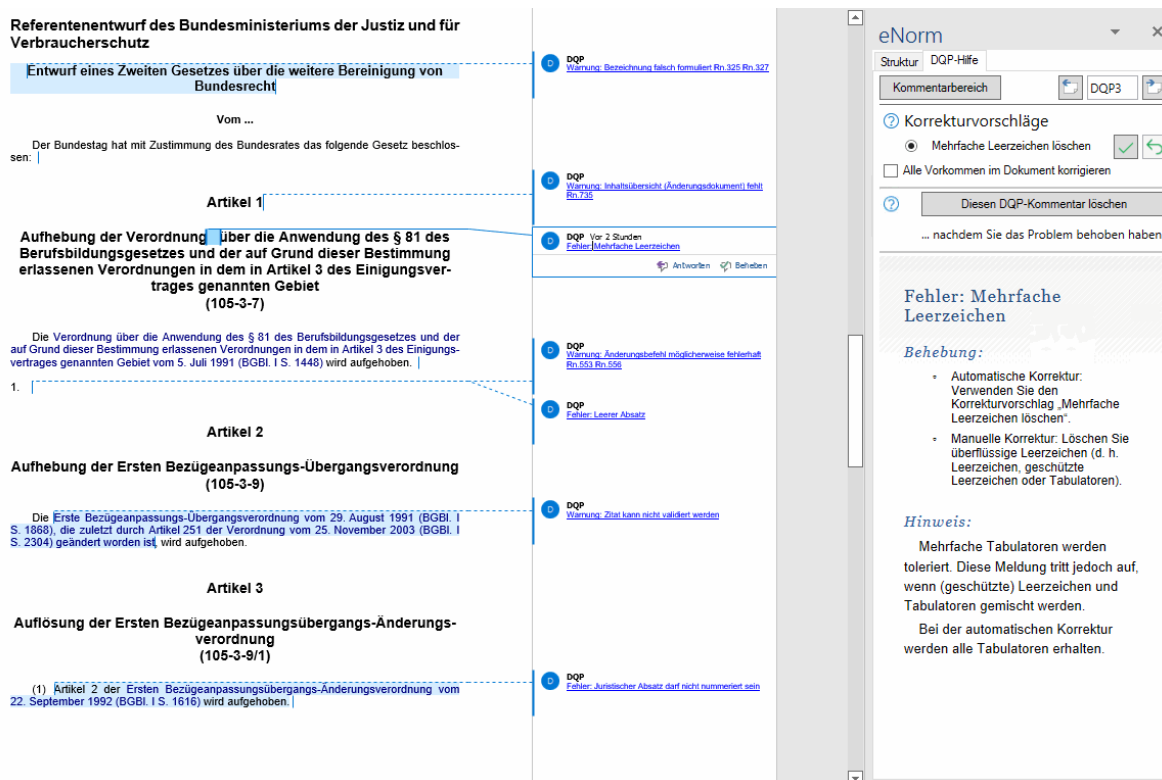 Referentenentwurf des Bundesministeriums der Justiz und für
Verbraucherschutz
Entwurf eines Zweiten Gesetzes über die weitere Bereinigung von
Bundesrecht
Vom ...
Der Bundestag hat mit Zustimmung des Bundesrates das folgende Gesetz beschlos-
sen:
Artikel 1
Aufhebung der Verordnung über die Anwendung des § 81 des
Berufsbildungsgesetzes und der auf Grund dieser Bestimmung
erlassenen Verordnungen in dem in Artikel 3 des Einigungsver-
trages genannten Gebiet
(105-3-7)
Die Verordnung über die Anwendung des § 81 des Berufsbildungsgesetzes und der
auf Grund dieser Bestimmung erlassenen Verordnungen in dem in Artikel 3 des Einigungs-
vertrages genannten Gebiet vom 5. Juli 1991 (BGBl. I S. 1448) wird aufgehoben.
1.
Artikel 2
Aufhebung der Ersten Bezügeanpassungs-Übergangsverordnung
(105-3-9)
Die Erste Bezügeanpassungs-Übergangsverordnung vom 29. August 1991 (BGBl. I
S. 1868), die zuletzt durch Artikel 251 der Verordnung vom 25. November 2003 (BGBl. I
S. 2304) geändert worden ist, wird aufgehoben.
Artikel 3
Auflösung der Ersten Bezügeanpassungsübergangs-Änderungs-
verordnung
(105-3-9/1)
(1) Artikel 2 der Ersten Bezügeanpassungsübergangs-Änderungsverordnung vom
22. September 1992 (BGBl. I S. 1616) wird aufgehoben.
D DQP
Warnung: Bezeichnung falsch formuliert Rn.325 Rn.327
D DQP
Warnung: Inhaltsübersicht (Änderungsdokument) fehlt
Rn.735
D DQP Vor 2 Stunden
Fehler: Mehrfache Leerzeichen
Antworten Beheben
D DQP
Warnung: Änderungsbefehl möglicherweise fehlerhaft
Rn.553 Rn.556
D DQP
Fehler: Leerer Absatz
D DQP
Warnung: Zitat kann nicht validiert werden
D DQP
Fehler: Juristischer Absatz darf nicht nummeriert sein
eNorm
Struktur DQP-Hilfe
Kommentarbereich DQP3
Korrekturvorschläge
Mehrfache Leerzeichen löschen
Alle Vorkommen im Dokument korrigieren
Diesen DQP-Kommentar löschen
... nachdem Sie das Problem behoben haben
Fehler: Mehrfache
Leerzeichen
Behebung:
Automatische Korrektur:
Verwenden Sie den
Korrekturvorschlag „Mehrfache
Leerzeichen löschen“.
Manuelle Korrektur: Löschen Sie
überflüssige Leerzeichen (d. h.
Leerzeichen, geschützte
Leerzeichen oder Tabulatoren).
Hinweis:
Mehrfache Tabulatoren werden
toleriert. Diese Meldung tritt jedoch auf,
wenn (geschützte) Leerzeichen und
Tabulatoren gemischt werden.
Bei der automatischen Korrektur
werden alle Tabulatoren erhalten.